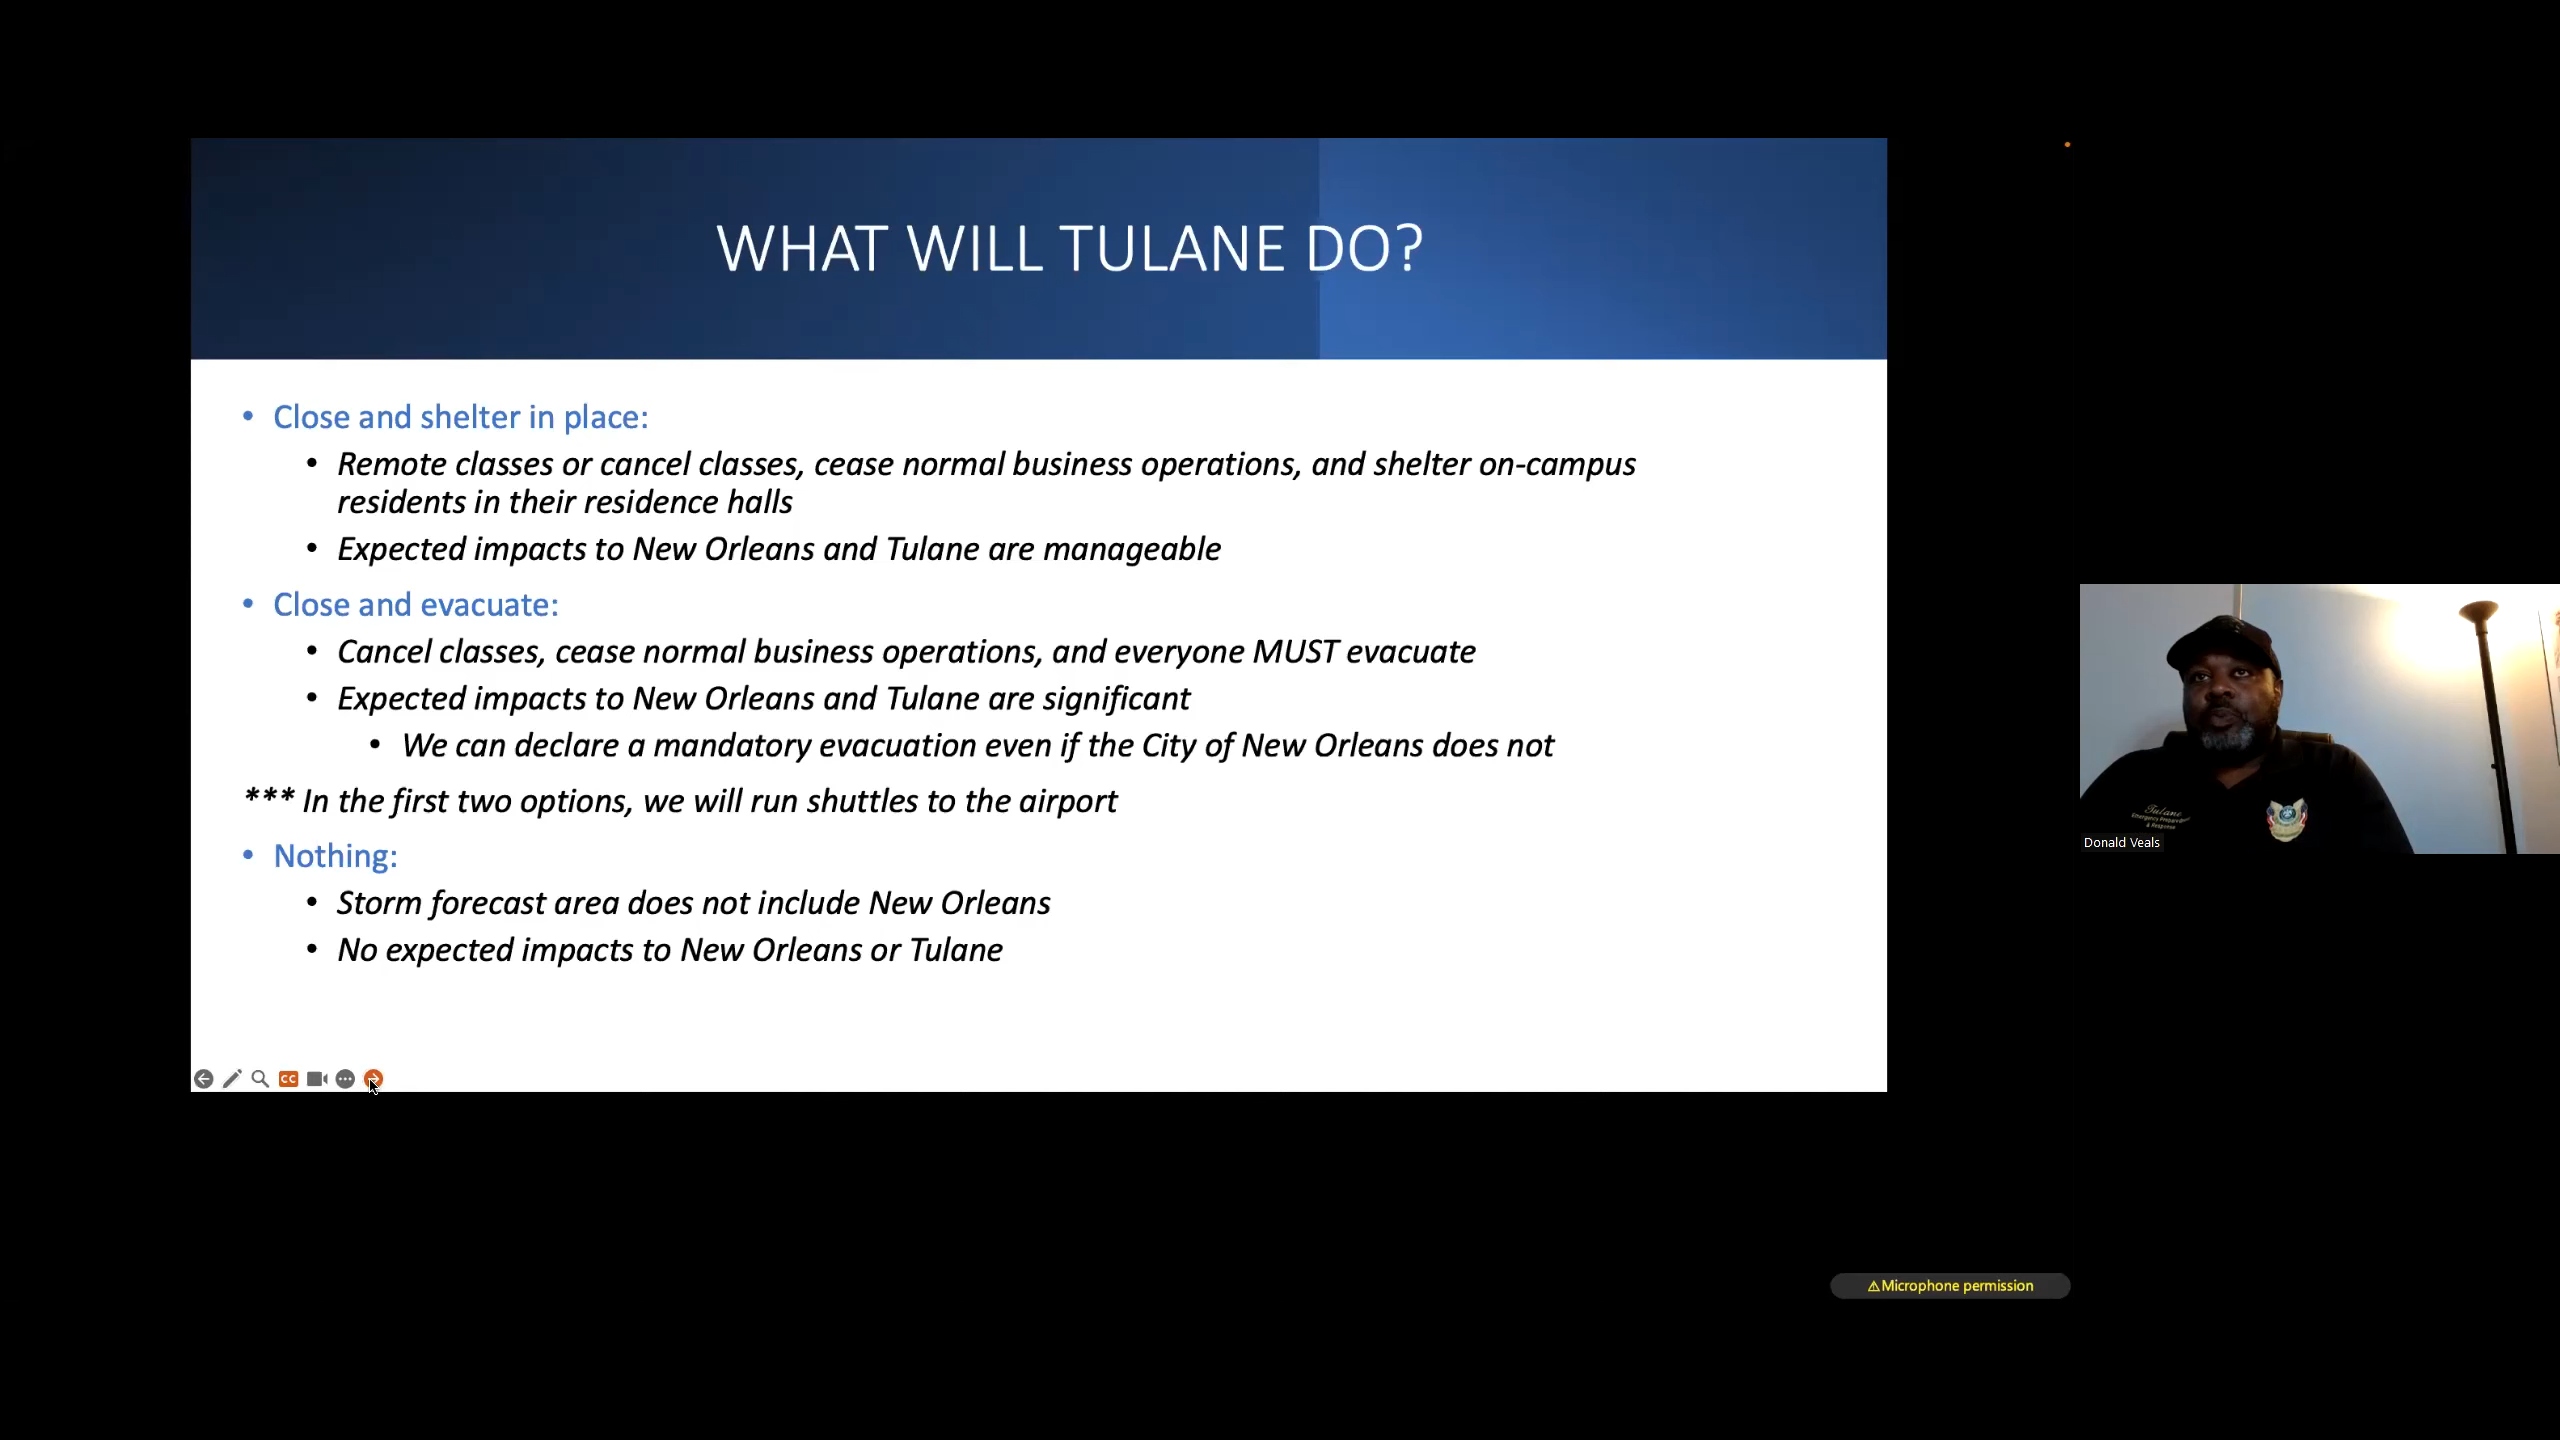 WHAT WILL TULANE DO?
• Close and shelter in place:
• Remote classes or cancel classes, cease normal business operations, and shelter on-campus
residents in their residence halls
• Expected impacts to New Orleans and Tulane are manageable
• Close and evacuate:
• Cancel classes, cease normal business operations, and everyone MUST evacuate
• Expected impacts to New Orleans and Tulane are significant
• We can declare a mandatory evacuation even if the City of New Orleans does not
*** In the first two options, we will run shuttles to the airport
• Nothing:
• Storm forecast area does not include New Orleans
• No expected impacts to New Orleans or Tulane
CC
Tulane
Emergency Preparedness
& Response
Donald Veals
⚠Microphone permission